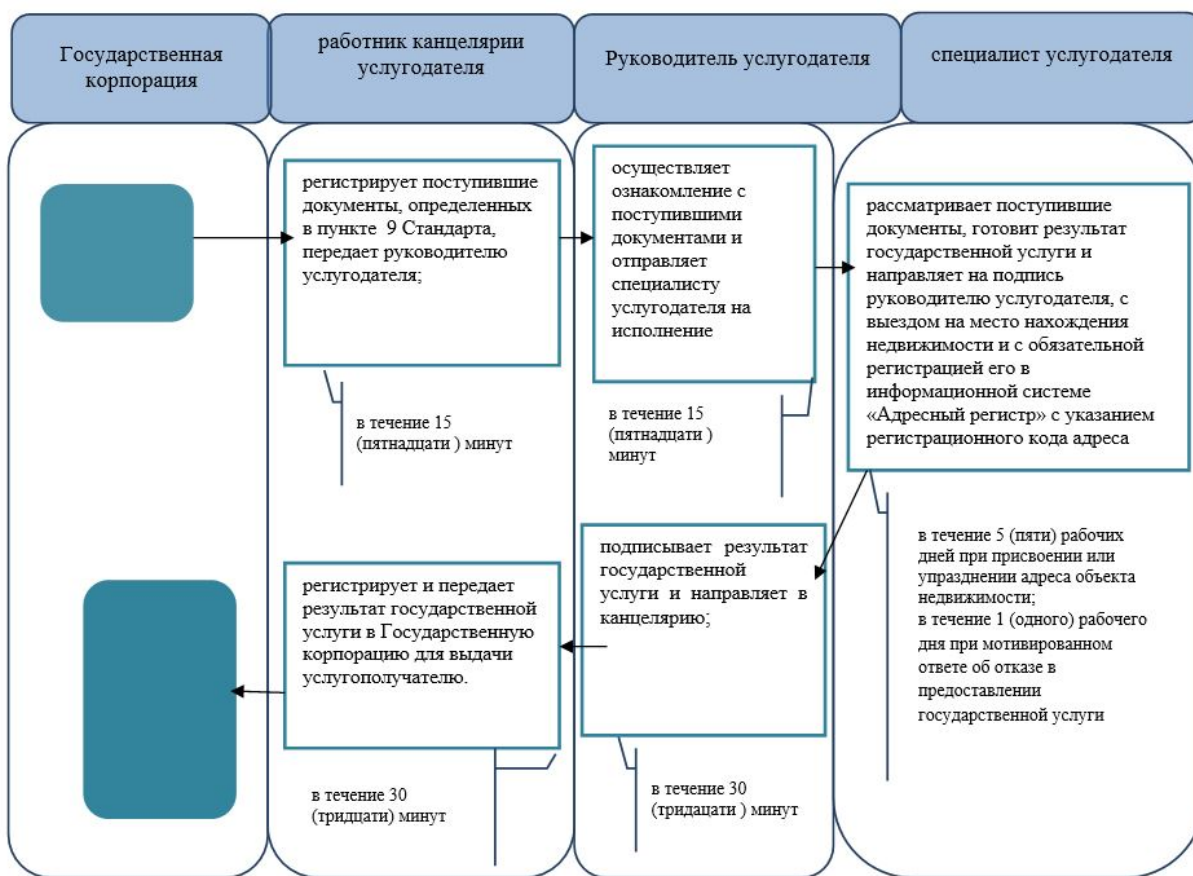 Государственная
корпорация
работник канцелярии
услугодателя
Руководитель услугодателя
специалист услугодателя
регистрирует поступившие
документы, определенных
в пункте 9 Стандарта,
передает руководителю
услугодателя;
в течение 15
(пятнадцати ) минут
осуществляет
ознакомление с
поступившими
документами и
отправляет
специалисту
услугодателя на
исполнение
в течение 15
(пятнадцати )
минут
рассматривает поступившие
документы, готовит результат
государственной услуги и
направляет на подпись
руководителю услугодателя, с
выездом на место нахождения
недвижимости и с обязательной
регистрацией его в
информационной системе
«Адресный регистр» с указанием
регистрационного кода адреса
в течение 5 (пяти) рабочих
дней при присвоении или
упразднении адреса объекта
недвижимости;
в течение 1 (одного) рабочего
дня при мотивированном
ответе об отказе в
предоставлении
государственной услуги
подписывает результат
государственной
услуги и направляет в
канцелярию;
в течение 30
(тридацати ) минут
регистрирует и передает
результат государственной
услуги в Государственную
корпорацию для выдачи
услугополучателю.
в течение 30
(тридцати) минут